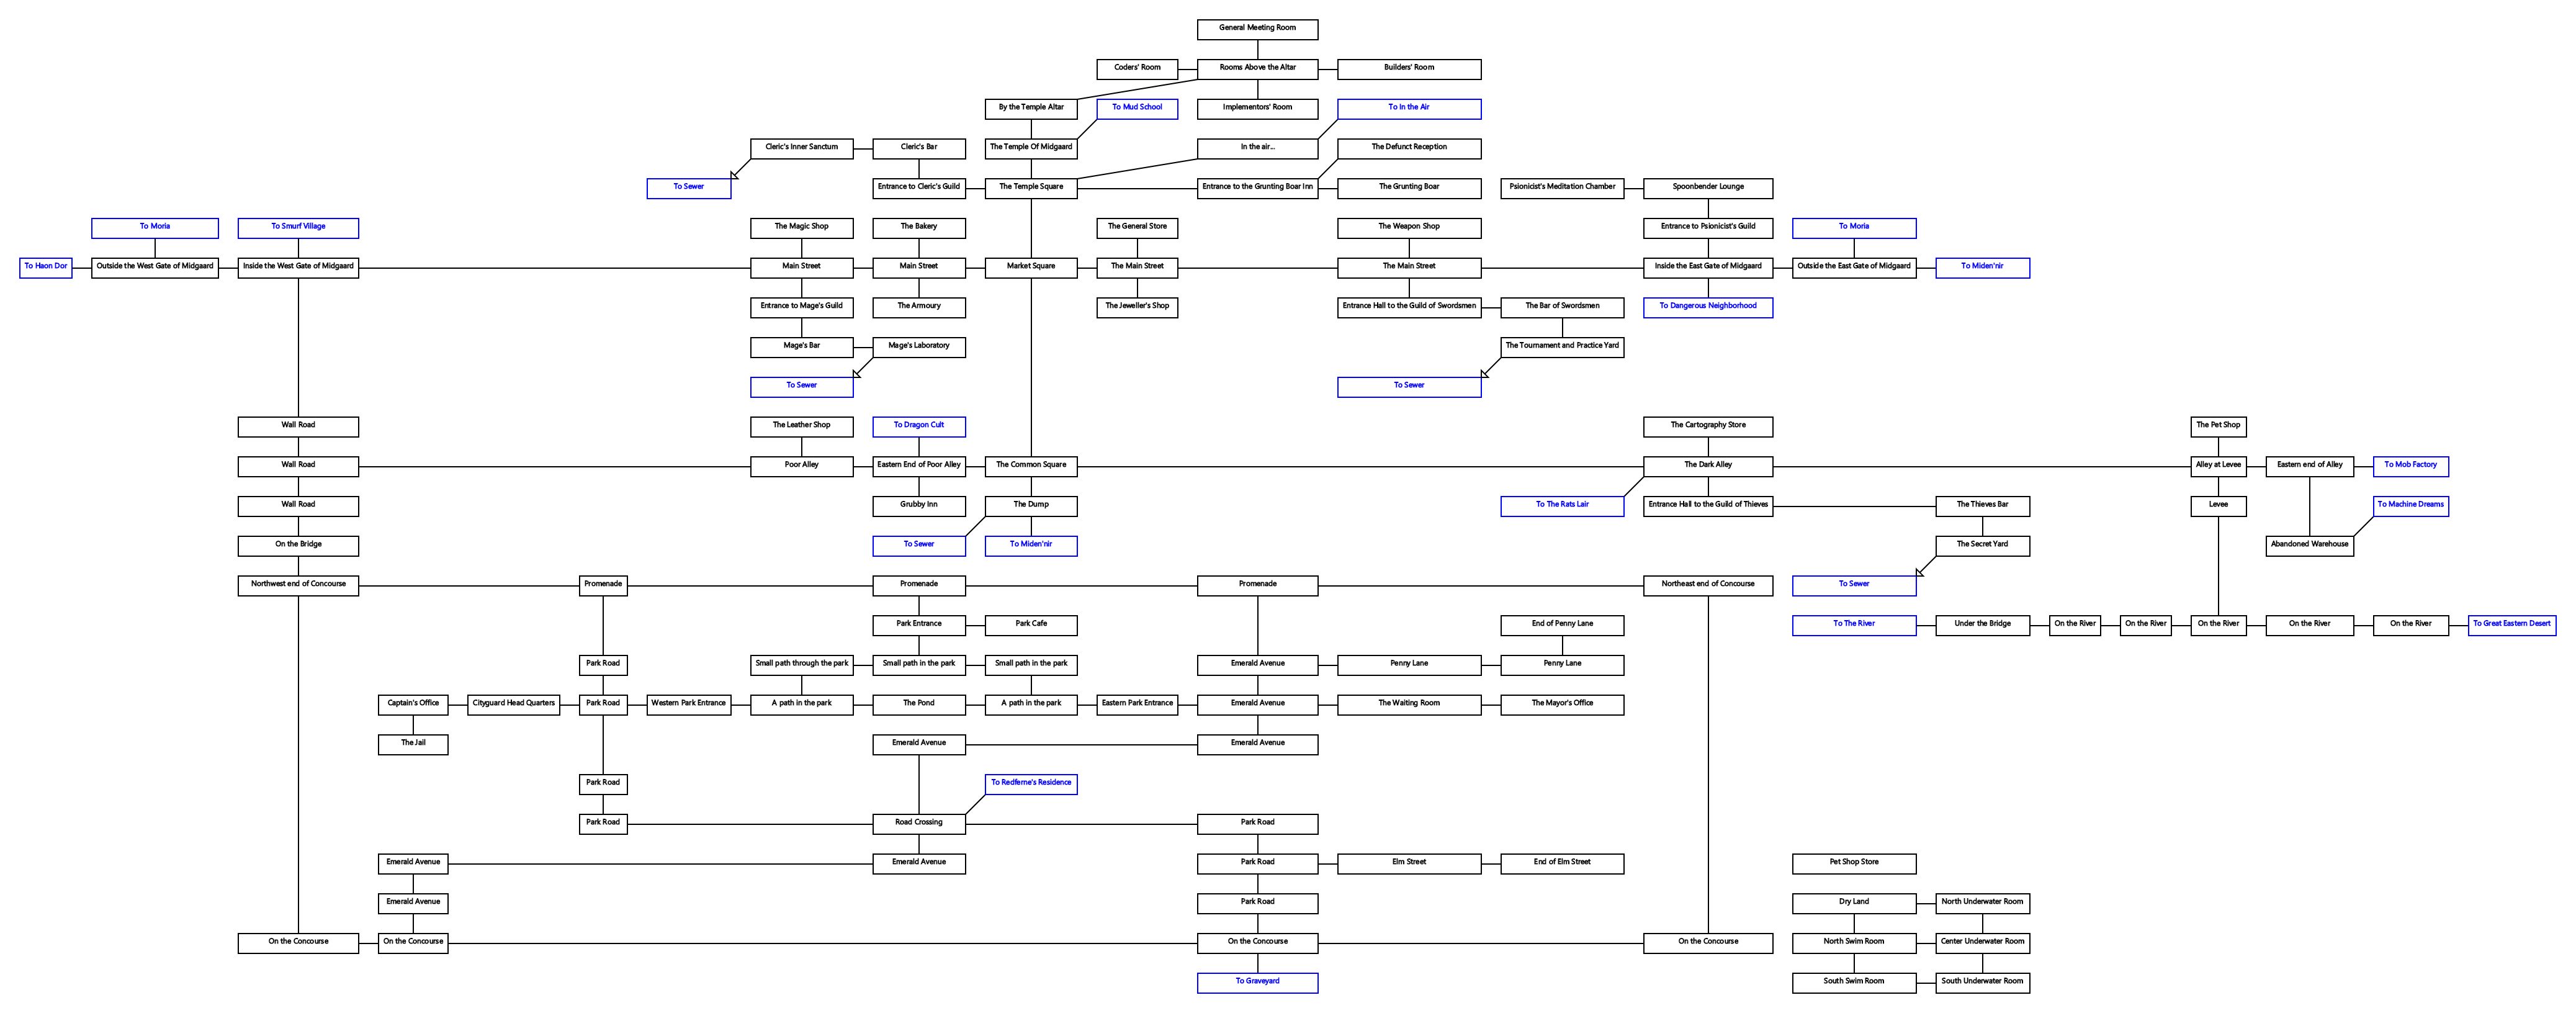 General Meeting Room
Coders' Room
Rooms Above the Altar
Builders' Room
By the Temple Altar
To Mud School
Implementors' Room
To In the Air
Cleric's Inner Sanctum
Cleric's Bar
The Temple Of Midgaard
In the air...
The Defunct Reception
To Sewer
Entrance to Cleric's Guild
The Temple Square
Entrance to the Grunting Boar Inn
The Grunting Boar
Psionicist's Meditation Chamber
Spoonbender Lounge
To Moria
To Smurf Village
The Magic Shop
The Bakery
The General Store
The Weapon Shop
Entrance to Psionicist's Guild
To Moria
To Haon Dor
Outside the West Gate of Midgaard
Inside the West Gate of Midgaard
Main Street
Main Street
Market Square
The Main Street
The Main Street
Inside the East Gate of Midgaard
Outside the East Gate of Midgaard
To Miden'nir
Entrance to Mage's Guild
The Armoury
The Jeweller's Shop
Entrance Hall to the Guild of Swordsmen
The Bar of Swordsmen
To Dangerous Neighborhood
Mage's Bar
Mage's Laboratory
The Tournament and Practice Yard
To Sewer
To Sewer
Wall Road
The Leather Shop
To Dragon Cult
The Cartography Store
The Pet Shop
Wall Road
Poor Alley
Eastern End of Poor Alley
The Common Square
The Dark Alley
Alley at Levee
Eastern end of Alley
To Mob Factory
Wall Road
Grubby Inn
The Dump
To The Rats Lair
Entrance Hall to the Guild of Thieves
The Thieves Bar
Levee
To Machine Dreams
On the Bridge
To Sewer
To Miden'nir
The Secret Yard
Abandoned Warehouse
Northwest end of Concourse
Promenade
Promenade
Promenade
Northeast end of Concourse
To Sewer
Park Entrance
Park Cafe
End of Penny Lane
To The River
Under the Bridge
On the River
On the River
On the River
On the River
On the River
To Great Eastern Desert
Park Road
Small path through the park
Small path in the park
Small path in the park
Emerald Avenue
Penny Lane
Penny Lane
Captain's Office
Cityguard Head Quarters
Park Road
Western Park Entrance
A path in the park
The Pond
A path in the park
Eastern Park Entrance
Emerald Avenue
The Waiting Room
The Mayor's Office
The Jail
Emerald Avenue
Emerald Avenue
Park Road
To Redferne's Residence
Park Road
Road Crossing
Park Road
Emerald Avenue
Emerald Avenue
Park Road
Elm Street
End of Elm Street
Pet Shop Store
Emerald Avenue
Park Road
Dry Land
North Underwater Room
On the Concourse
On the Concourse
On the Concourse
On the Concourse
North Swim Room
Center Underwater Room
To Graveyard
South Swim Room
South Underwater Room